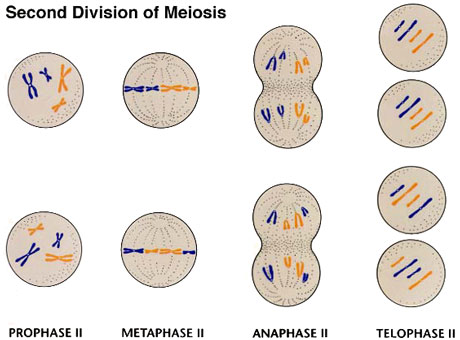 Second Division of Meiosis
PROPHASE II
METAPHASE II
ANAPHASE II
TELOPHASE II